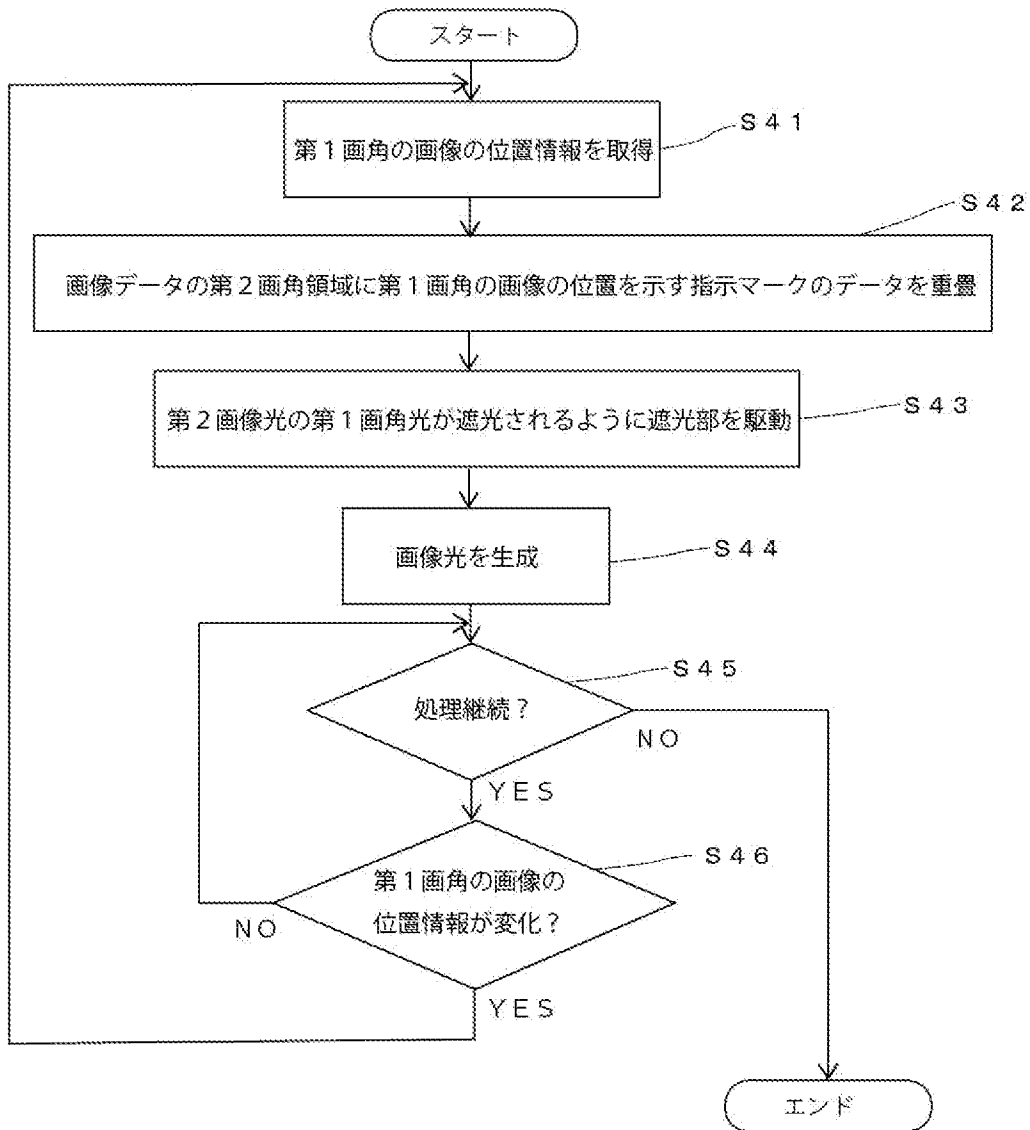 スタート
第１画角の画像の位置情報を取得
Ｓ４１
画像データの第２画角領域に第１画角の画像の位置を示す指示マークのデータを重畳
Ｓ４２
第２画像光の第１画角光が遮光されるように遮光部を駆動
Ｓ４３
画像光を生成
Ｓ４４
処理継続？
Ｓ４５
ＮＯ
ＹＥＳ
第１画角の画像の
位置情報が変化？
Ｓ４６
ＮＯ
ＹＥＳ
エンド